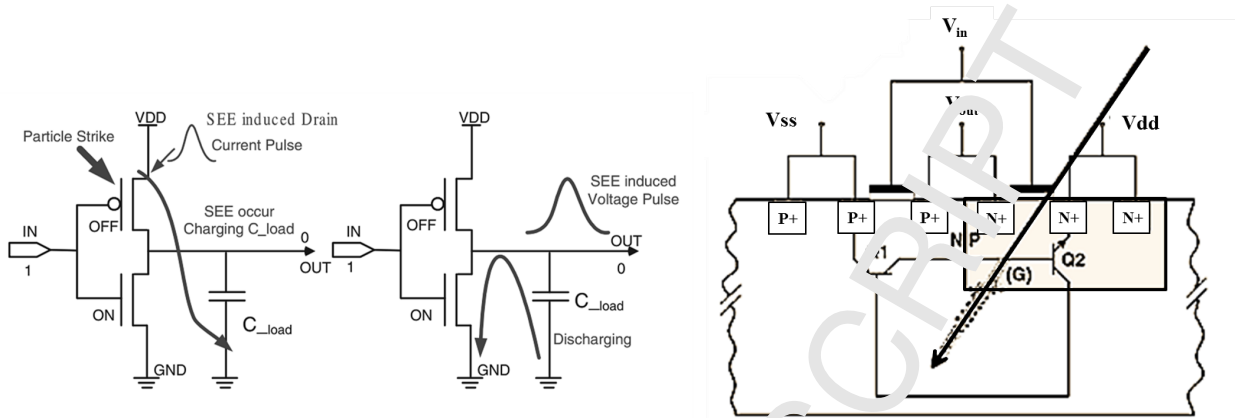 VDD
SEE induced Drain
Current Pulse
Particle Strike
IN
1
OFF
SEE occur
Charging C_load
0
OUT
ON
C_load
GND
VDD
SEE induced
Voltage Pulse
IN
1
OFF
OUT
0
ON
C_load
Discharging
GND
Vin
Vout
Vss
Vdd
P+
P+
P+
N+
N+
N+
N
P
Q2
(G)
CRIPT